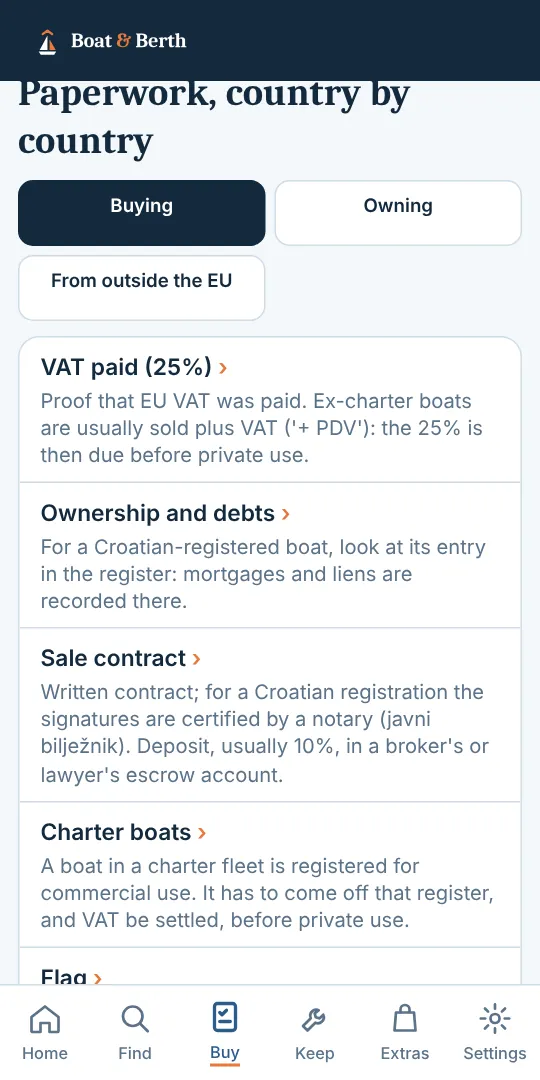 Boat & Berth
Paperwork, country by
country
Buying
Owning
From outside the EU
VAT paid (25%) ›
Proof that EU VAT was paid. Ex-charter boats
are usually sold plus VAT ('+ PDV'): the 25% is
then due before private use.
Ownership and debts ›
For a Croatian-registered boat, look at its entry
in the register: mortgages and liens are
recorded there.
Sale contract ›
Written contract; for a Croatian registration the
signatures are certified by a notary (javni
bilježnik). Deposit, usually 10%, in a broker's or
lawyer's escrow account.
Charter boats ›
A boat in a charter fleet is registered for
commercial use. It has to come off that register,
and VAT be settled, before private use.
Flag ›
Home
Find
Buy
Keep
Extras
Settings